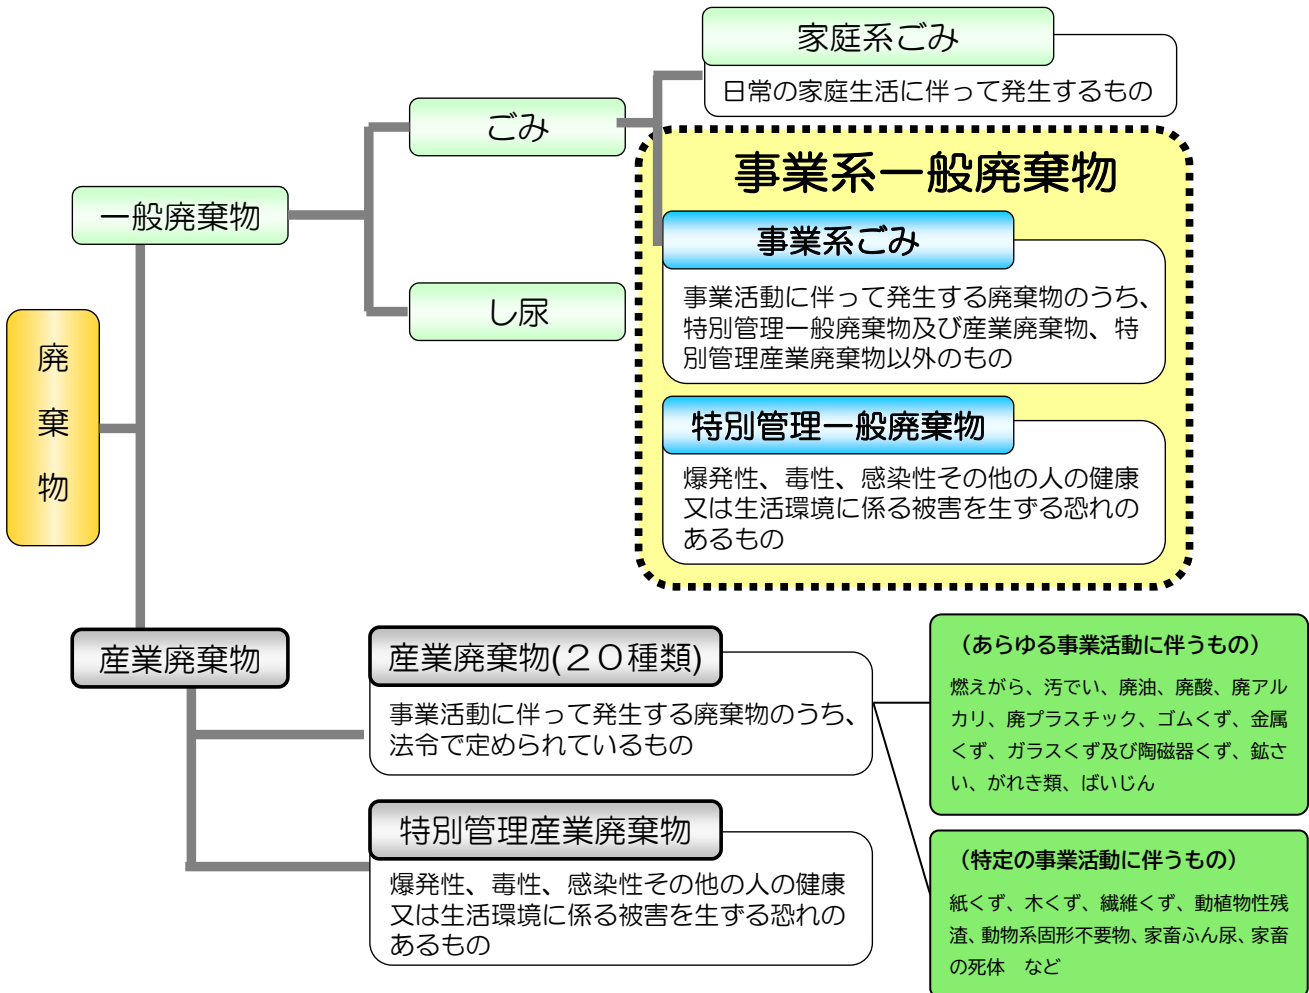 家庭系ごみ
日常の家庭生活に伴って発生するもの
ごみ
事業系一般廃棄物
一般廃棄物
事業系ごみ
事業活動に伴って発生する廃棄物のうち、
特別管理一般廃棄物及び産業廃棄物、特
別管理産業廃棄物以外のもの
し尿
廃
棄
物
特別管理一般廃棄物
爆発性、毒性、感染性その他の人の健康
又は生活環境に係る被害を生ずる恐れの
あるもの
産業廃棄物
産業廃棄物(20種類)
事業活動に伴って発生する廃棄物のうち、
法令で定められているもの
(あらゆる事業活動に伴うもの)
燃えがら、汚でい、廃油、廃酸、廃アル
カリ、廃プラスチック、ゴムくず、金属
くず、ガラスくず及び陶磁器くず、鉱さ
い、がれき類、ばいじん
特別管理産業廃棄物
爆発性、毒性、感染性その他の人の健康
又は生活環境に係る被害を生ずる恐れの
あるもの
(特定の事業活動に伴うもの)
紙くず、木くず、繊維くず、動植物性残
渣、動物系固形不要物、家畜ふん尿、家畜
の死体　など